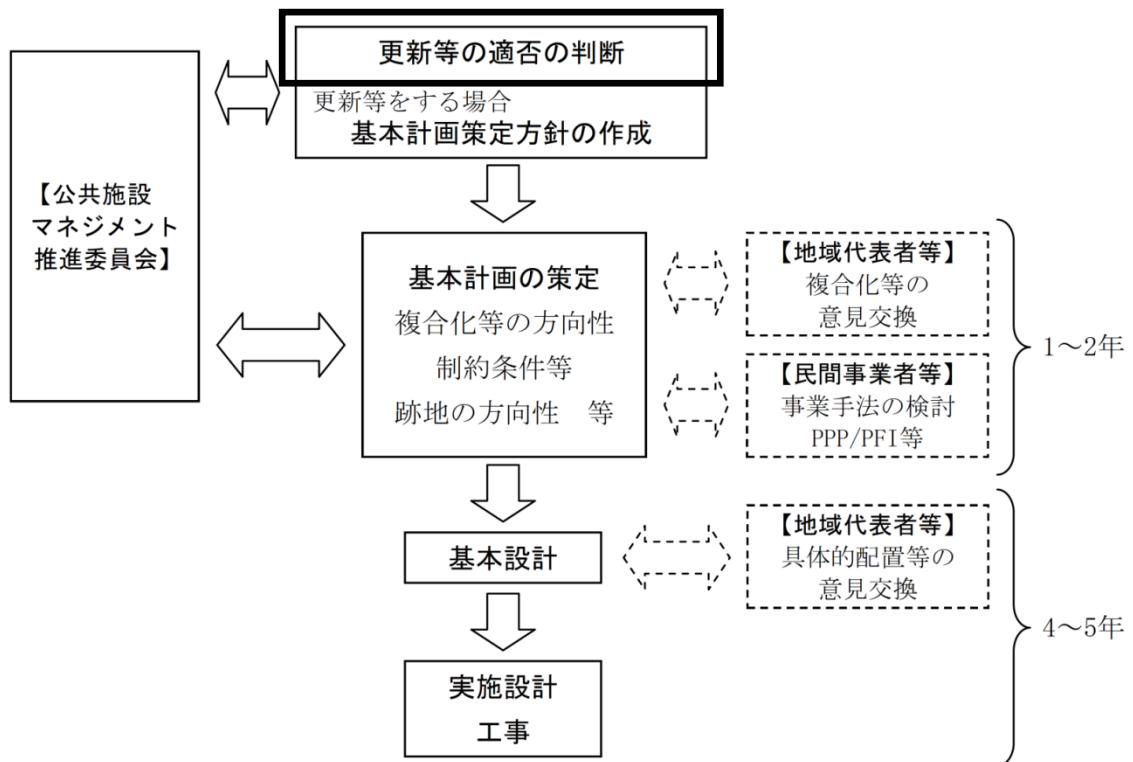 更新等の適否の判断
更新等をする場合
基本計画策定方針の作成
【公共施設
マネジメント
推進委員会】
基本計画の策定
複合化等の方向性
制約条件等
跡地の方向性　等
【地域代表者等】
複合化等の
意見交換
【民間事業者等】
事業手法の検討
PPP/PFI等
1～2年
基本設計
【地域代表者等】
具体的配置等の
意見交換
4～5年
実施設計
工事